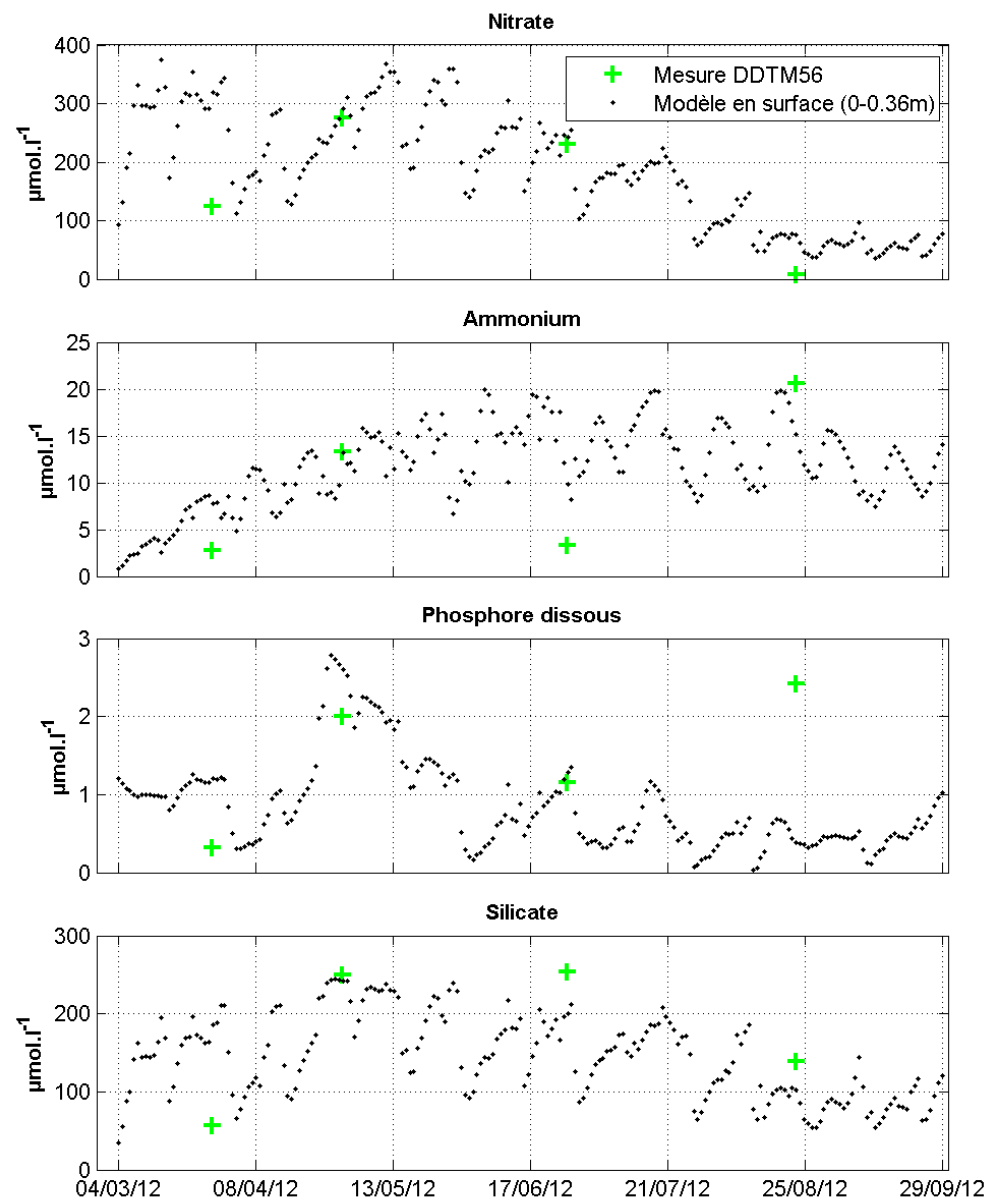 Nitrate
400
300
200
100
0
µmol.l-1
Mesure DDTM56
Modèle en surface (0-0.36m)
Ammonium
25
20
15
10
5
0
µmol.l-1
Phosphore dissous
3
2
1
0
µmol.l-1
Silicate
300
200
100
0
µmol.l-1
04/03/12 08/04/12 13/05/12 17/06/12 21/07/12 25/08/12 29/09/12